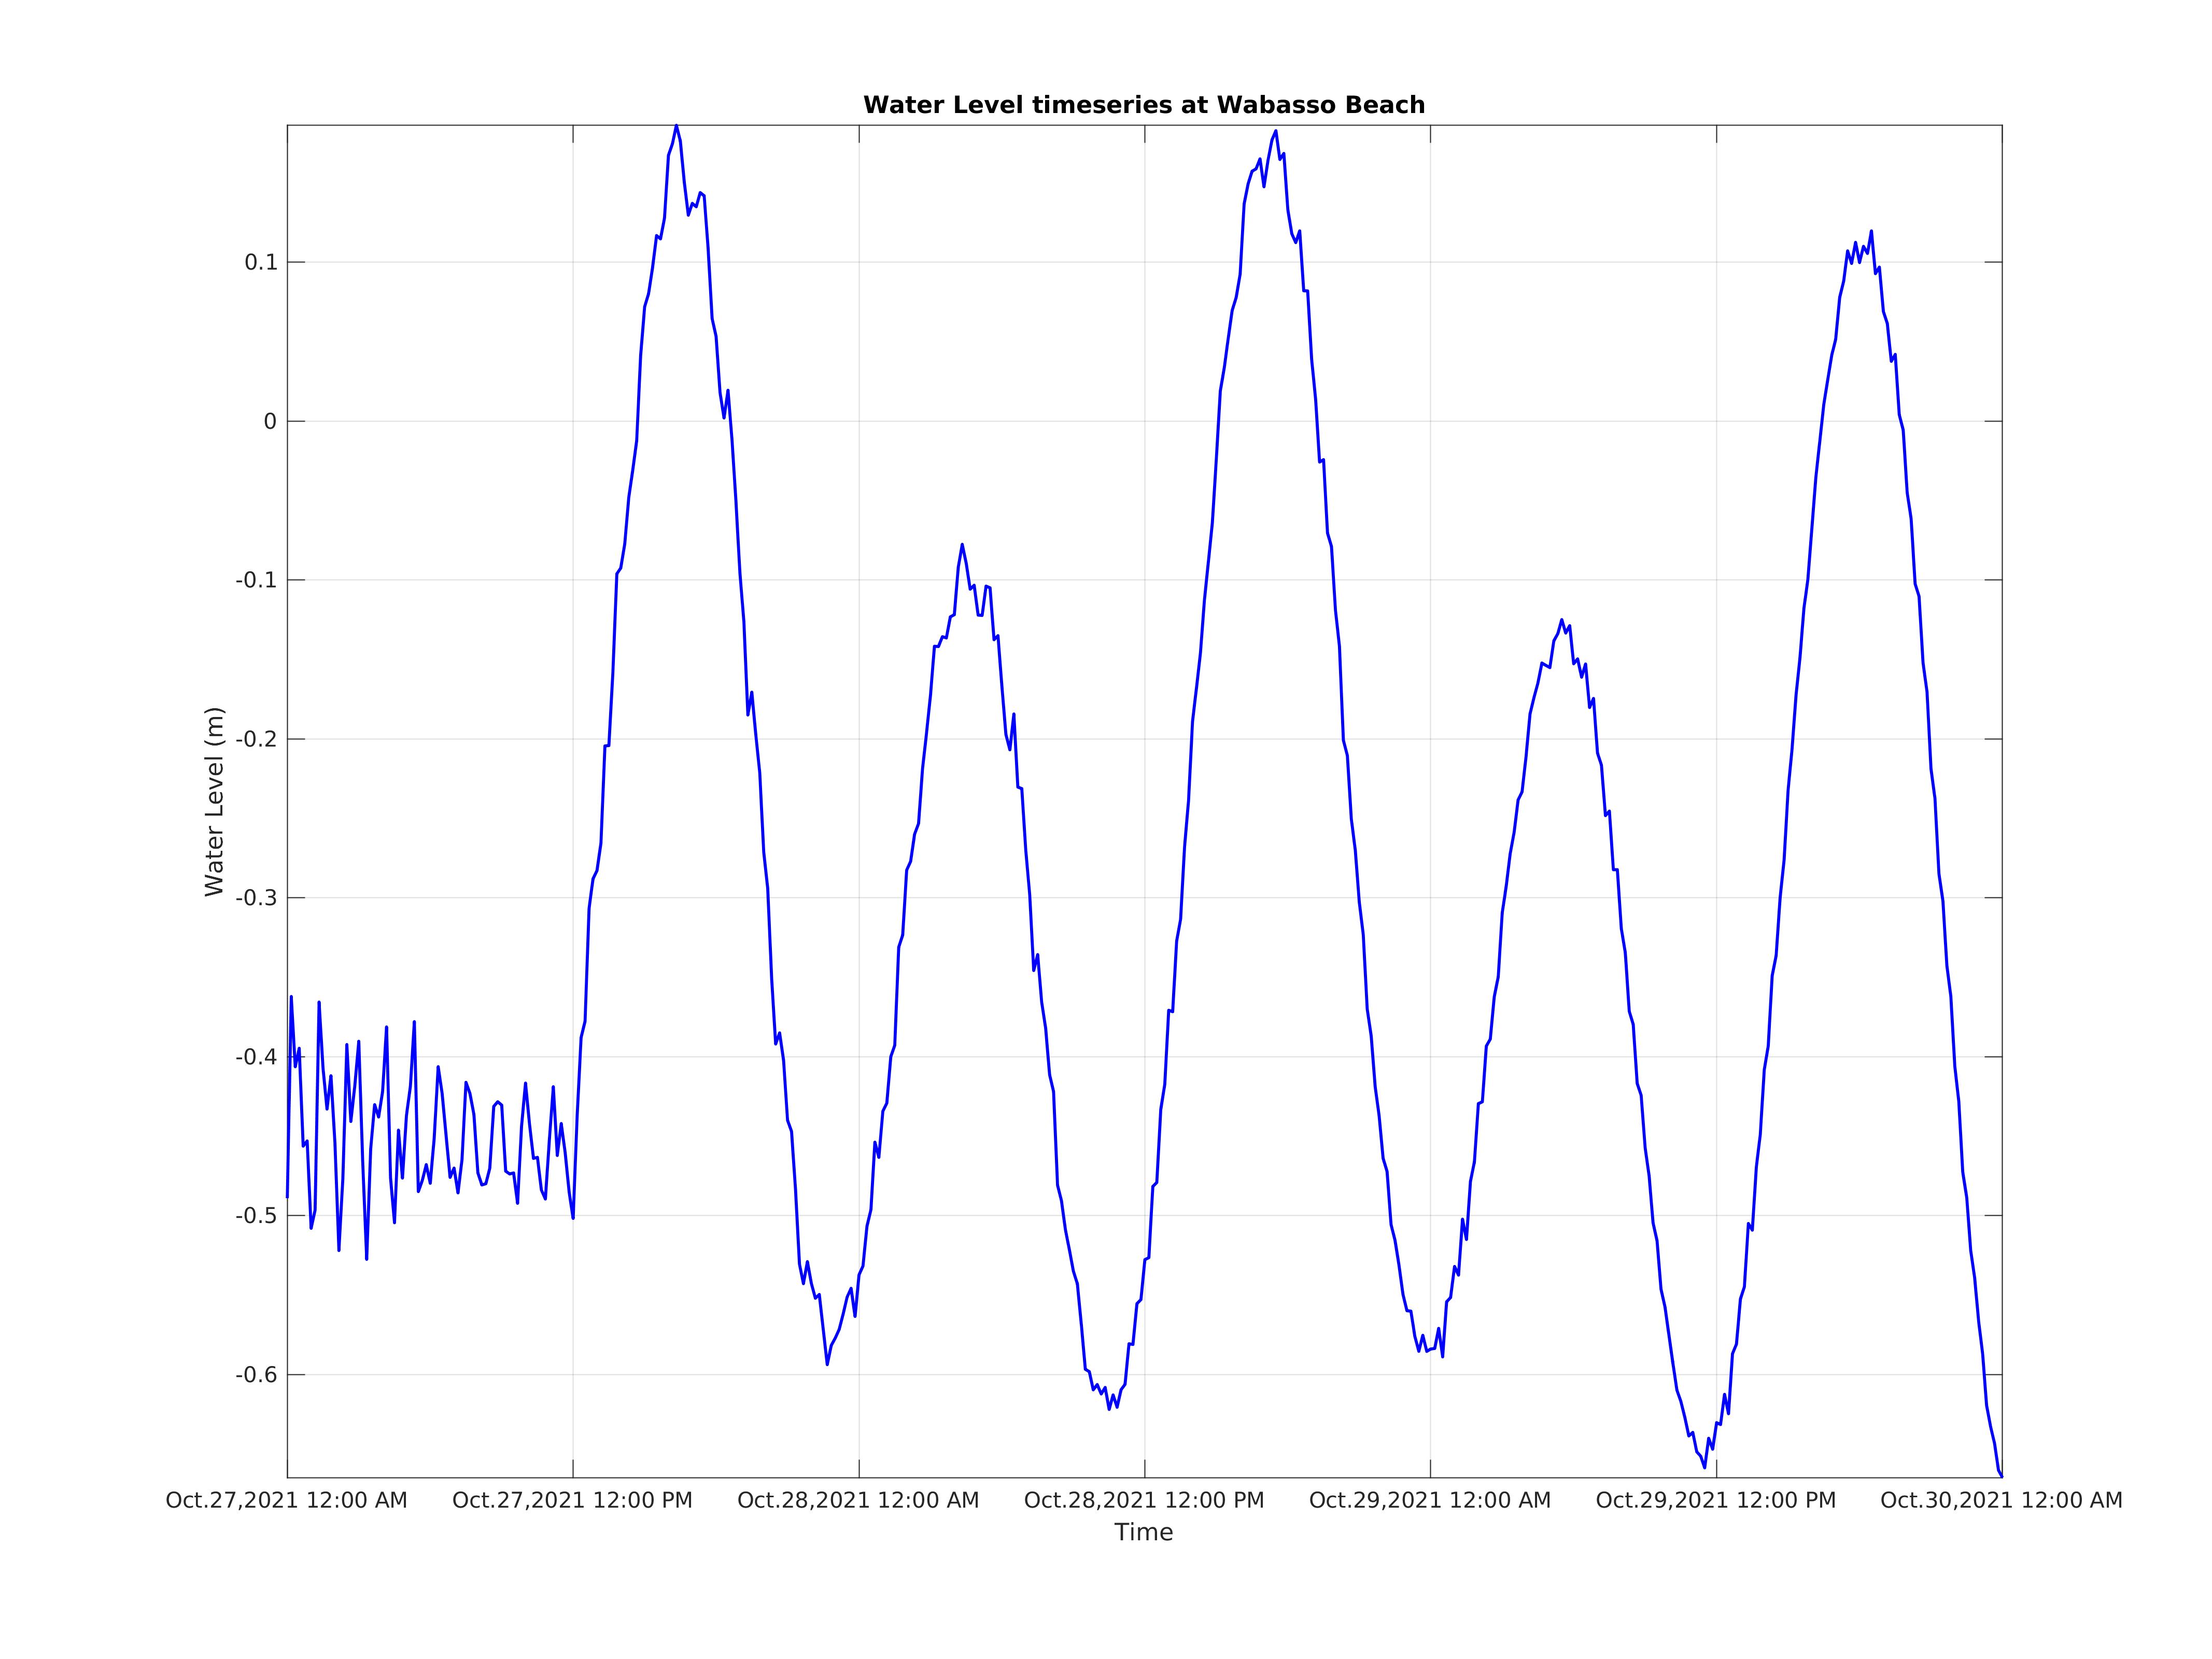 Water Level timeseries at Wabasso Beach
0.1
0
-0.1
-0.2
-0.3
-0.4
-0.5
-0.6
Water Level (m)
Oct.27,2021 12:00 AM Oct.27,2021 12:00 PM Oct.28,2021 12:00 AM Oct.28,2021 12:00 PM Oct.29,2021 12:00 AM Oct.29,2021 12:00 PM Oct.30,2021 12:00 AM
Time